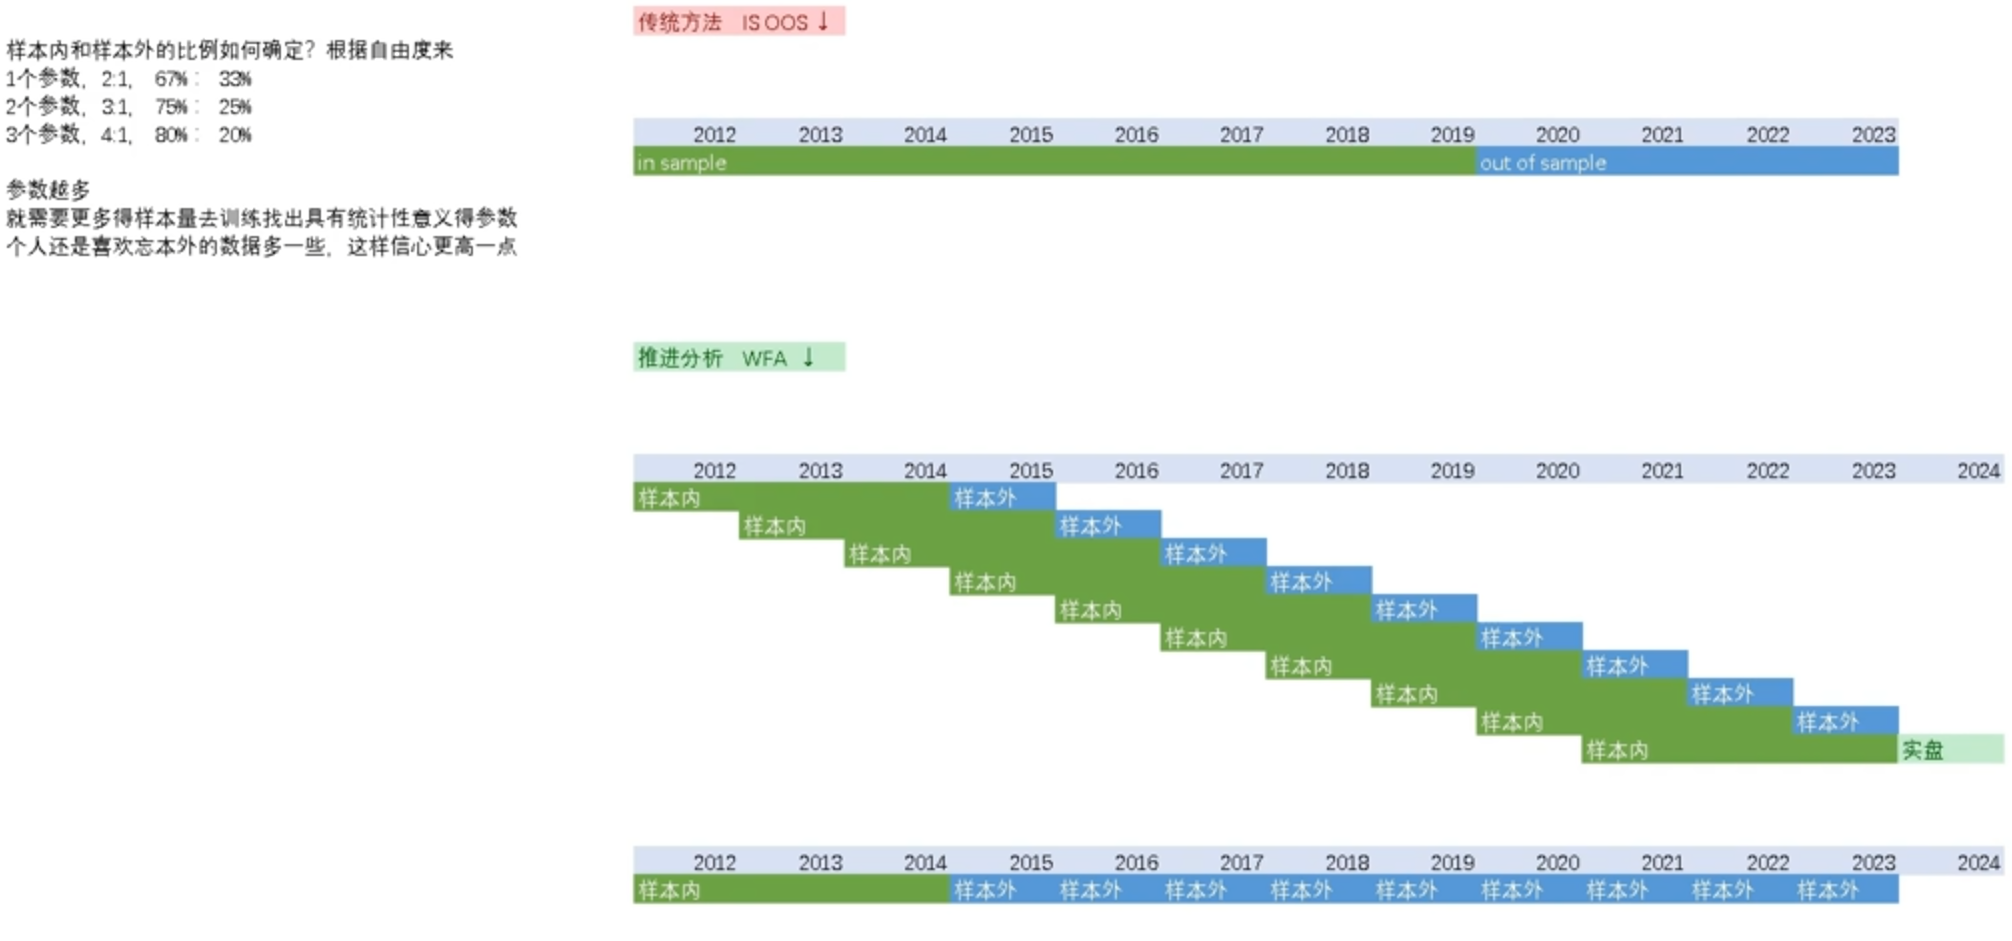 样本内和样本外的比例如何确定？根据自由度来
1个参数，2:1， 67%： 33%
2个参数，3:1， 75%： 25%
3个参数，4:1， 80%： 20%
参数越多
就需要更多得样本量去训练找出具有统计性意义得参数
个人还是喜欢忘本外的数据多一些，这样信心更高一点
传统方法 IS OOS ↓
2012 2013 2014 2015 2016 2017 2018 2019 2020 2021 2022 2023
in sample out of sample
推进分析 WFA ↓
2012 2013 2014 2015 2016 2017 2018 2019 2020 2021 2022 2023 2024
样本内 样本外
样本内 样本外
样本内 样本外
样本内 样本外
样本内 样本外
样本内 样本外
样本内 样本外
样本内 样本外
样本内 样本外
样本内 实盘
2012 2013 2014 2015 2016 2017 2018 2019 2020 2021 2022 2023 2024
样本内 样本外 样本外 样本外 样本外 样本外 样本外 样本外 样本外 样本外